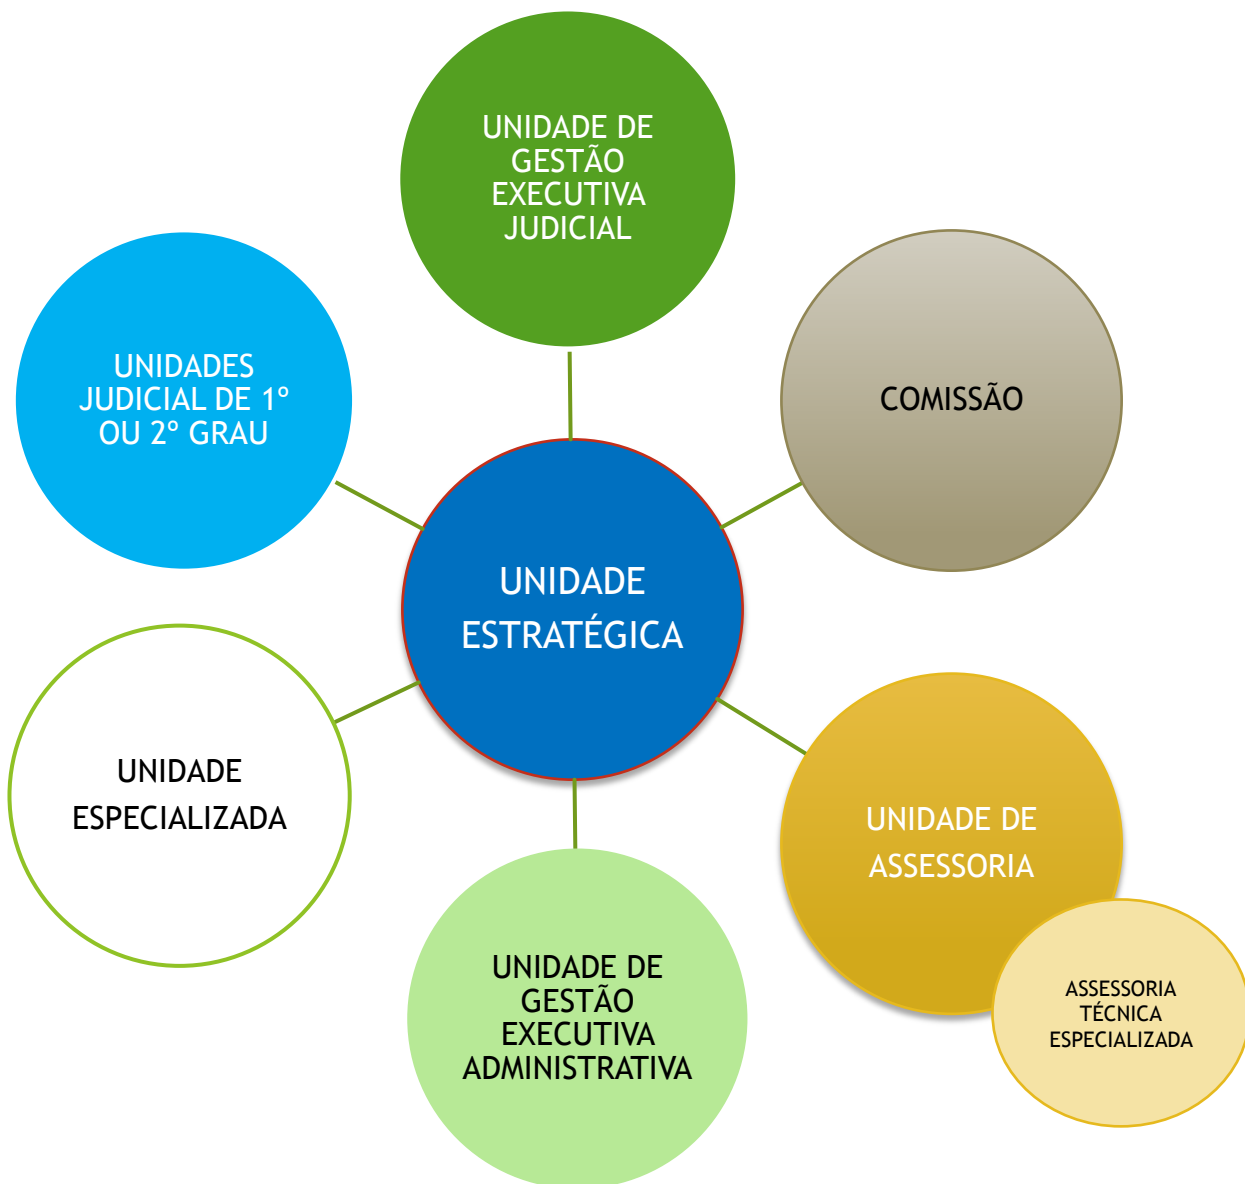 UNIDADE DE
GESTÃO
EXECUTIVA
JUDICIAL
UNIDADES
JUDICIAL DE 1º
OU 2º GRAU
COMISSÃO
UNIDADE
ESTRATÉGICA
UNIDADE
ESPECIALIZADA
UNIDADE DE
ASSESSORIA
UNIDADE DE
GESTÃO
EXECUTIVA
ADMINISTRATIVA
ASSESSORIA
TÉCNICA
ESPECIALIZADA